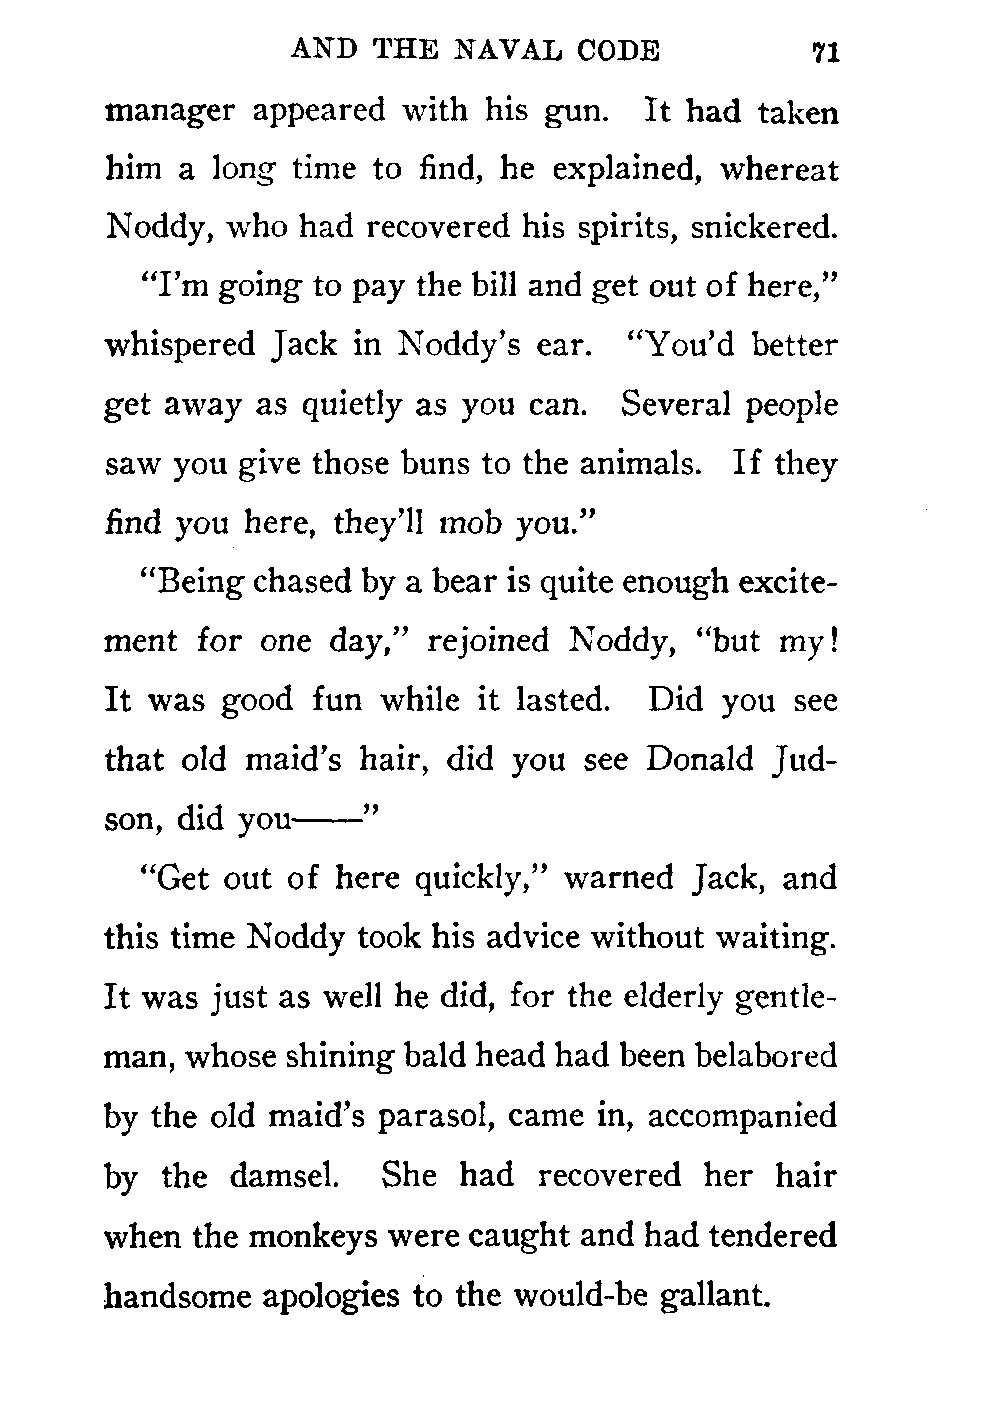 AND THE NAVAL CODE 71
manager appeared with his gun. It had taken
him a long time to find, he explained, whereat
Noddy, who had recovered his spirits, snickered.
“I’m going to pay the bill and get out of here,”
whispered Jack in Noddy’s ear. “You’d better
get away as quietly as you can. Several people
saw you give those buns to the animals. If they
find you here, they’ll mob you.”
“Being chased by a bear is quite enough excite-
ment for one day,” rejoined Noddy, “but my!
It was good fun while it lasted. Did you see
that old maid’s hair, did you see Donald Jud-
son, did you——”
“Get out of here quickly,” warned Jack, and
this time Noddy took his advice without waiting.
It was just as well he did, for the elderly gentle-
man, whose shining bald head had been belabored
by the old maid’s parasol, came in, accompanied
by the damsel. She had recovered her hair
when the monkeys were caught and had tendered
handsome apologies to the would-be gallant.